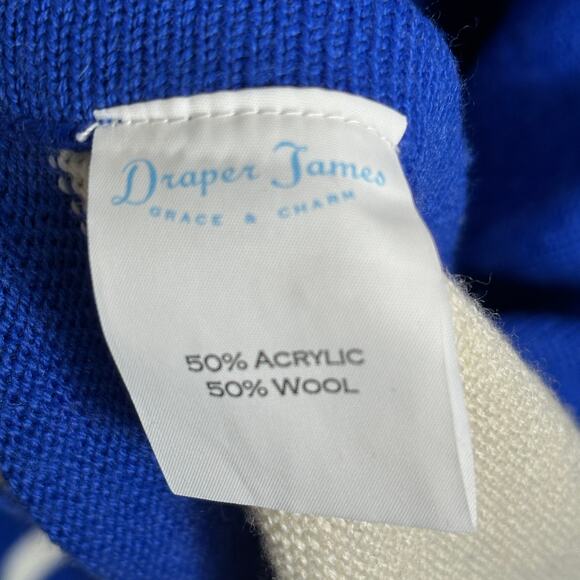 Draper James
GRACE & CHARM
50% ACRYLIC
50% WOOL